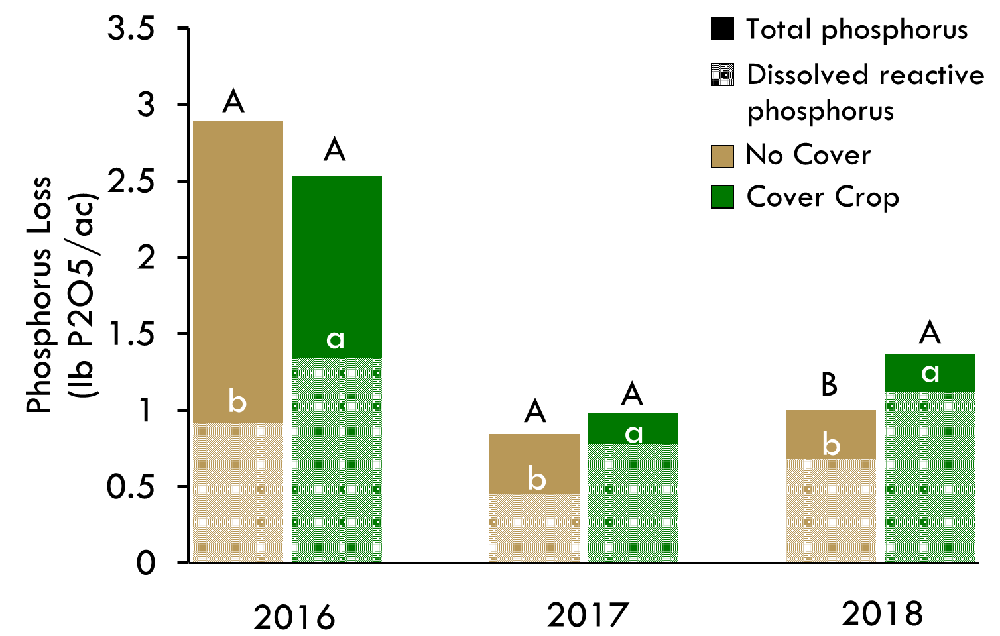 Phosphorus Loss
(lb P2O5/ac)
3.5
3
2.5
2
1.5
1
0.5
0
A
A
b
a
A
A
b
a
B
A
b
a
2016
2017
2018
Total phosphorus
Dissolved reactive
phosphorus
No Cover
Cover Crop